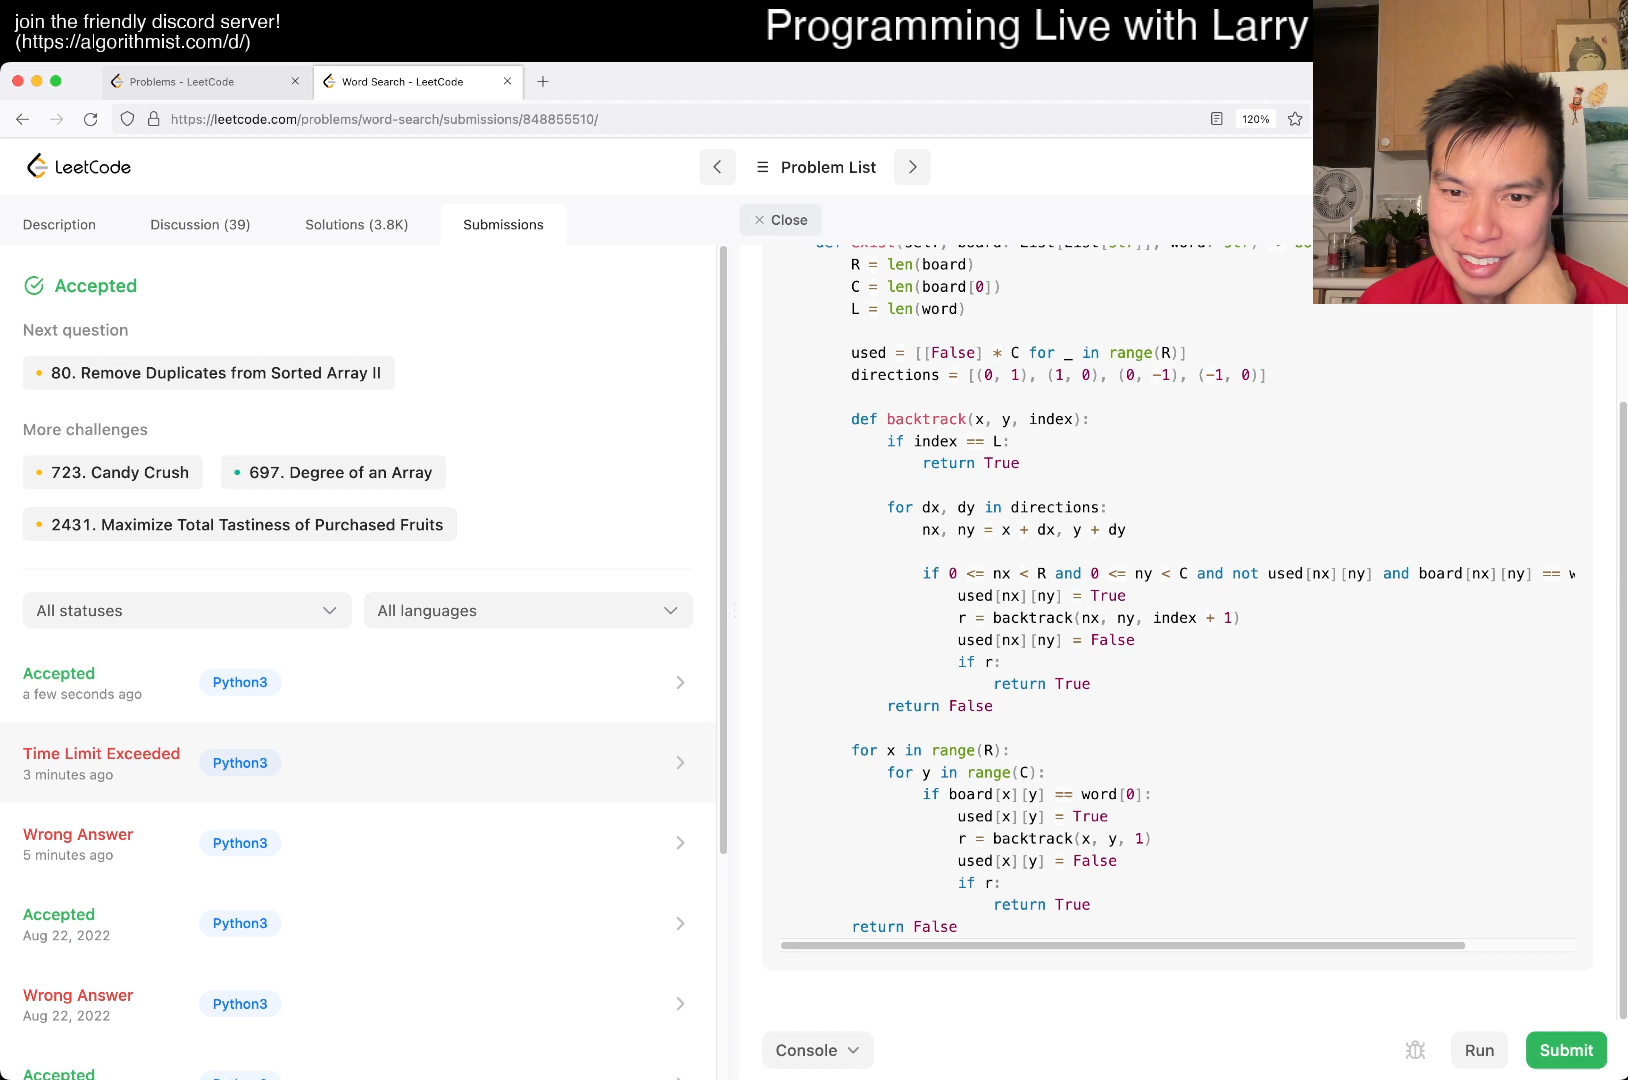 join the friendly discord server!
(https://algorithmist.com/d/)
Programming Live with Larry
Problems - LeetCode
Word Search - LeetCode
https://leetcode.com/problems/word-search/submissions/848855510/
120%
LeetCode
Problem List
Description
Discussion (39)
Solutions (3.8K)
Submissions
Close
Accepted
Next question
80. Remove Duplicates from Sorted Array II
More challenges
723. Candy Crush
697. Degree of an Array
2431. Maximize Total Tastiness of Purchased Fruits
All statuses
All languages
Accepted
a few seconds ago
Python3
Time Limit Exceeded
3 minutes ago
Python3
Wrong Answer
5 minutes ago
Python3
Accepted
Aug 22, 2022
Python3
Wrong Answer
Aug 22, 2022
Python3
Accepted
R = len(board)
C = len(board[0])
L = len(word)
used = [[False] * C for _ in range(R)]
directions = [(0, 1), (1, 0), (0, -1), (-1, 0)]
def backtrack(x, y, index):
if index == L:
return True
for dx, dy in directions:
nx, ny = x + dx, y + dy
if 0 <= nx < R and 0 <= ny < C and not used[nx][ny] and board[nx][ny] ==
used[nx][ny] = True
r = backtrack(nx, ny, index + 1)
used[nx][ny] = False
if r:
return True
return False
for x in range(R):
for y in range(C):
if board[x][y] == word[0]:
used[x][y] = True
r = backtrack(x, y, 1)
used[x][y] = False
if r:
return True
return False
Console
Run
Submit